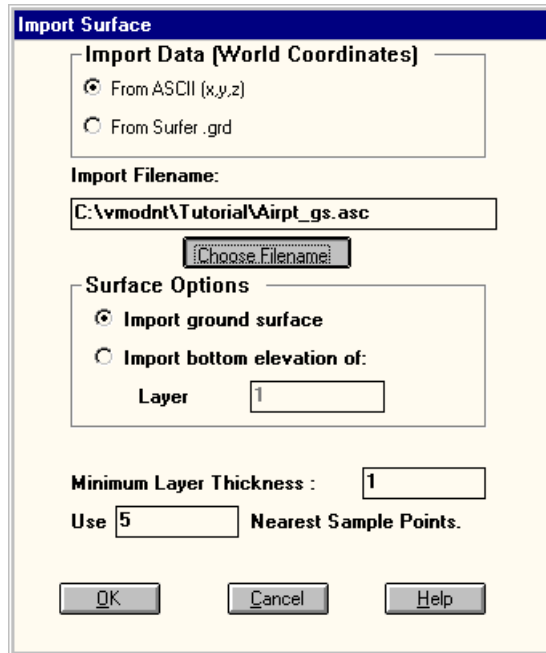 Import Surface
Import Data (World Coordinates)
From ASCII (x,y,z)
From Surfer .grd
Import Filename:
C:\vmodnt\Tutorial\Airpt_gs.asc
Choose Filename
Surface Options
Import ground surface
Import bottom elevation of:
Layer 1
Minimum Layer Thickness : 1
Use 5 Nearest Sample Points.
OK Cancel Help